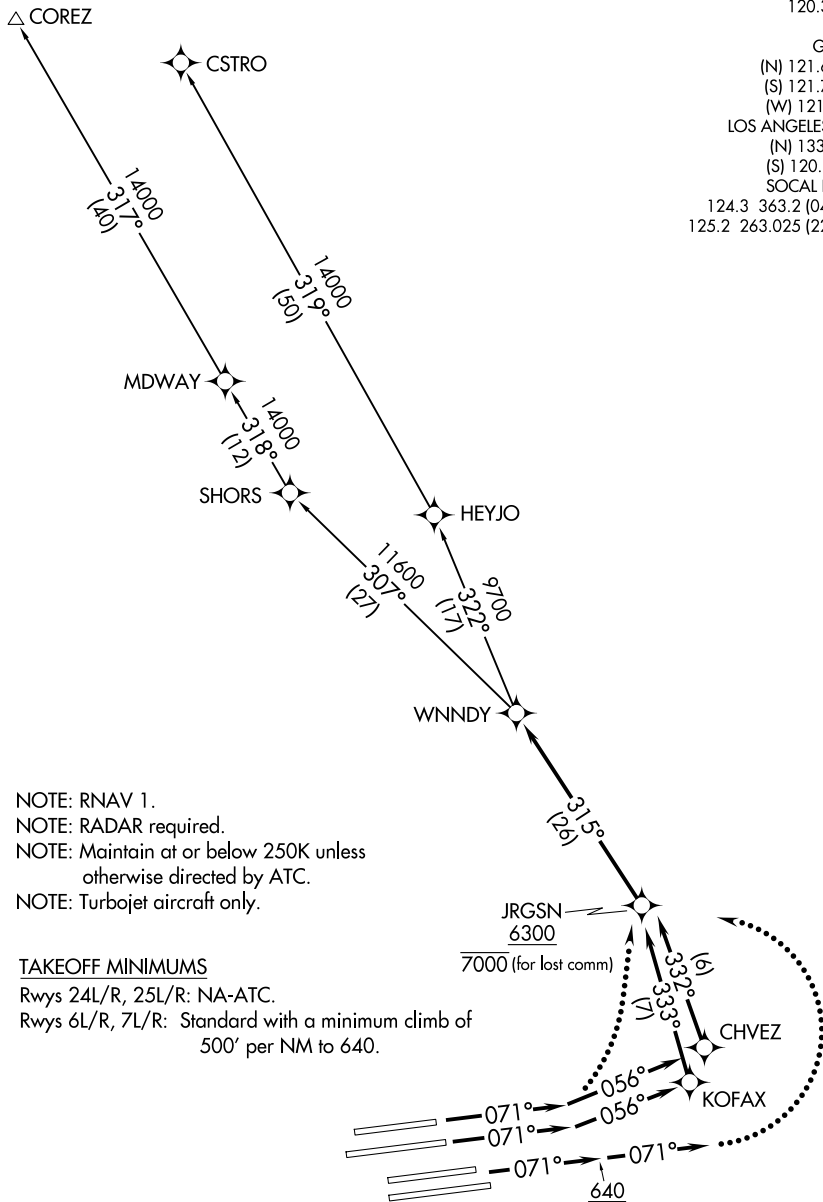 COREZ
CSTRO
120.3
G
(N) 121.6
(S) 121.7
(W) 121
LOS ANGELES
(N) 133
(S) 120.
SOCAL
124.3 363.2 (04
125.2 263.025 (22
14000
317°
(40)
14000
319°
(50)
MDWAY
14000
318°
(12)
SHORS
HEYJO
11600
307°
(27)
9700
322°
(17)
WNNDY
315°
(26)
NOTE: RNAV 1.
NOTE: RADAR required.
NOTE: Maintain at or below 250K unless
otherwise directed by ATC.
NOTE: Turbojet aircraft only.
JRGSN
6300
7000 (for lost comm)
TAKEOFF MINIMUMS
Rwys 24L/R, 25L/R: NA-ATC.
Rwys 6L/R, 7L/R: Standard with a minimum climb of
500' per NM to 640.
332°
(6)
333°
(7)
CHVEZ
KOFAX
071°
056°
071°
056°
071°
071°
640